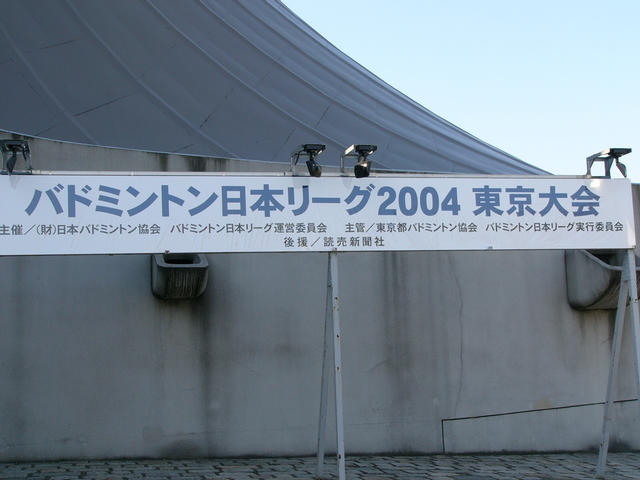 バドミントン日本リーグ2004 東京大会
主催／(財)日本バドミントン協会 バドミントン日本リーグ運営委員会 主管／東京都バドミントン協会 バドミントン日本リーグ実行委員会
後援／読売新聞社